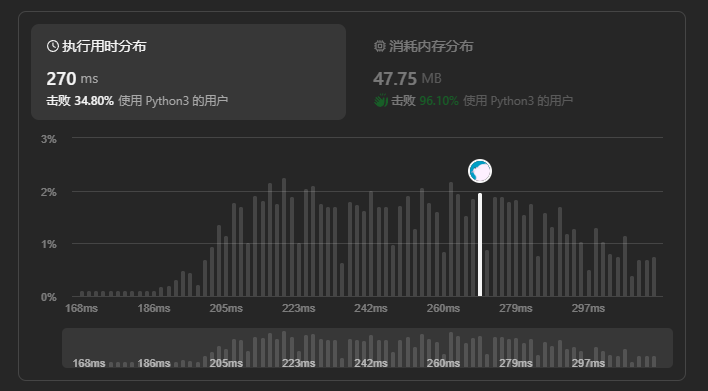 执行用时分布
270 ms
击败 34.80% 使用 Python3 的用户
消耗内存分布
47.75 MB
击败 96.10% 使用 Python3 的用户
3%
2%
1%
0%
168ms 186ms 205ms 223ms 242ms 260ms 279ms 297ms
168ms 186ms 205ms 223ms 242ms 260ms 279ms 297ms